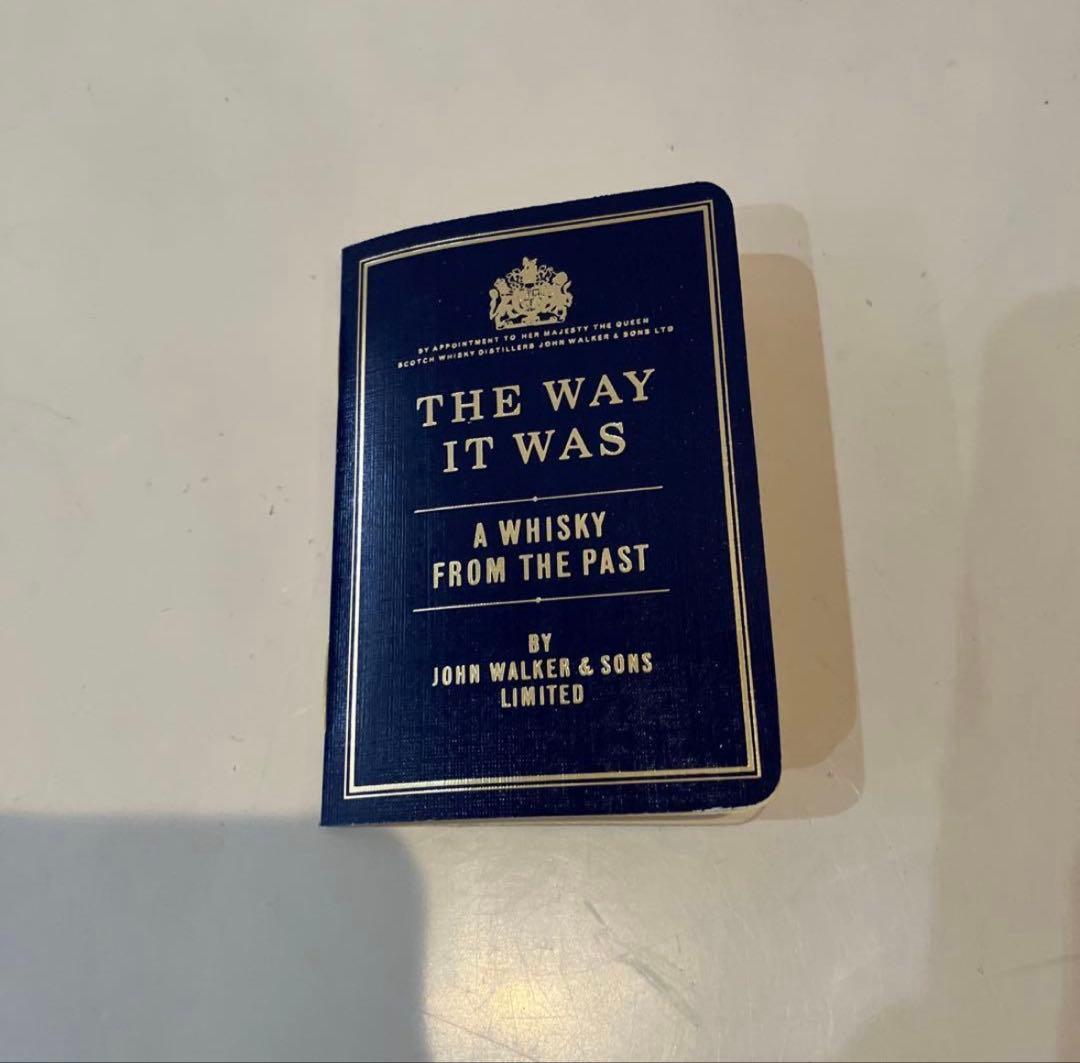 BY APPOINTMENT TO HER MAJESTY THE QUEEN
SCOTCH WHISKY DISTILLERS JOHN WALKER & SONS LTD
THE WAY
IT WAS
A WHISKY
FROM THE PAST
BY
JOHN WALKER & SONS
LIMITED